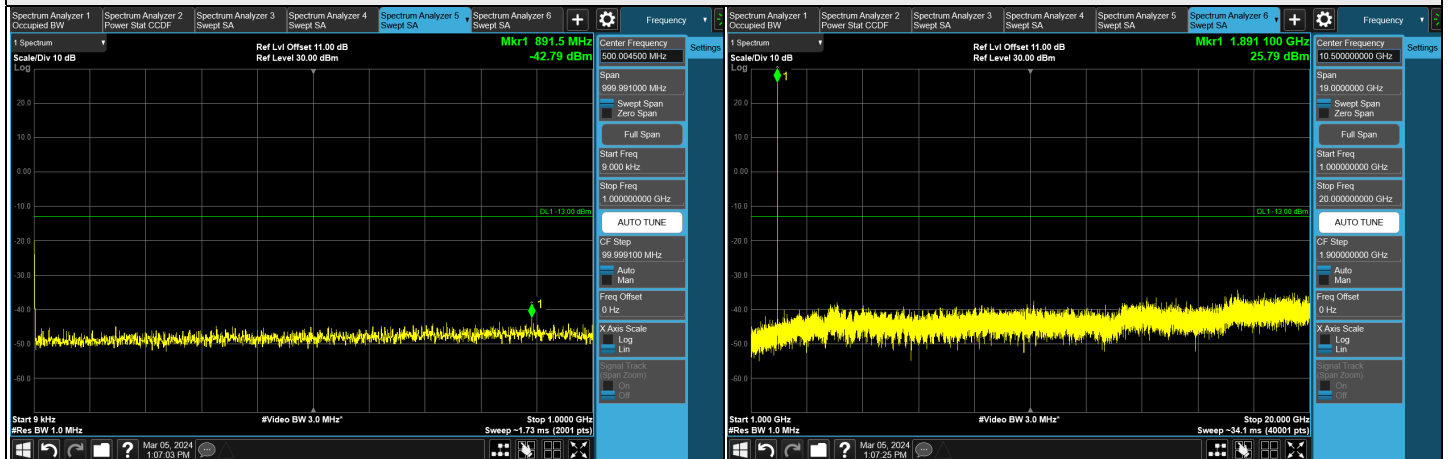 Spectrum Analyzer 1
Occupied BW
Spectrum Analyzer 2
Power Stat CCDF
Spectrum Analyzer 3
Swept SA
Spectrum Analyzer 4
Swept SA
Spectrum Analyzer 5
Swept SA
Spectrum Analyzer 6
Swept SA
+
Frequency
1 Spectrum
Scale/Div 10 dB
Log
Ref Lvl Offset 11.00 dB
Ref Level 30.00 dBm
Mkr1 891.5 MHz
-42.79 dBm
1
20.0
10.0
0.00
-10.0
DL1 -13.00 dBm
-20.0
-30.0
-40.0
-50.0
-60.0
Start 9 kHz
#Res BW 1.0 MHz
#Video BW 3.0 MHz*
Stop 1.0000 GHz
Sweep ~1.73 ms (2001 pts)
Center Frequency
500.004500 MHz
Settings
Span
999.991000 MHz
Swept Span
Zero Span
Full Span
Start Freq
9.000 kHz
Stop Freq
1.000000000 GHz
AUTO TUNE
CF Step
99.999100 MHz
Auto
Man
Freq Offset
0 Hz
X Axis Scale
Log
Lin
Signal Track
(Span Zoom)
On
Off
?
Mar 05, 2024
1:07:03 PM
Spectrum Analyzer 1
Occupied BW
Spectrum Analyzer 2
Power Stat CCDF
Spectrum Analyzer 3
Swept SA
Spectrum Analyzer 4
Swept SA
Spectrum Analyzer 5
Swept SA
Spectrum Analyzer 6
Swept SA
+
Frequency
1 Spectrum
Scale/Div 10 dB
Log
Ref Lvl Offset 11.00 dB
Ref Level 30.00 dBm
Mkr1 1.891 100 GHz
25.79 dBm
1
20.0
10.0
0.00
-10.0
DL1 -13.00 dBm
-20.0
-30.0
-40.0
-50.0
-60.0
Start 1.000 GHz
#Res BW 1.0 MHz
#Video BW 3.0 MHz*
Stop 20.000 GHz
Sweep ~34.1 ms (40001 pts)
Center Frequency
10.500000000 GHz
Settings
Span
19.0000000 GHz
Swept Span
Zero Span
Full Span
Start Freq
1.000000000 GHz
Stop Freq
20.000000000 GHz
AUTO TUNE
CF Step
1.900000000 GHz
Auto
Man
Freq Offset
0 Hz
X Axis Scale
Log
Lin
Signal Track
(Span Zoom)
On
Off
?
Mar 05, 2024
1:07:25 PM